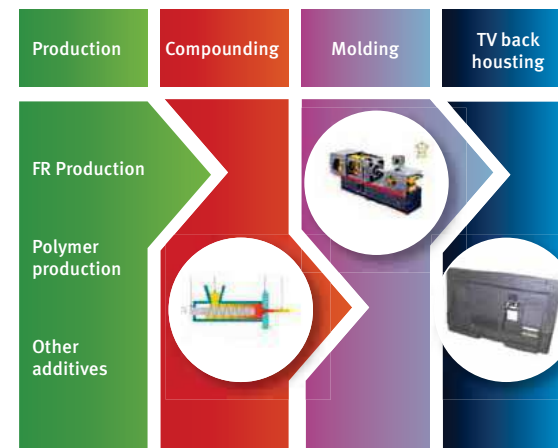 Production
Compounding
Molding
TV back
housting
FR Production
Polymer
production
Other
additives